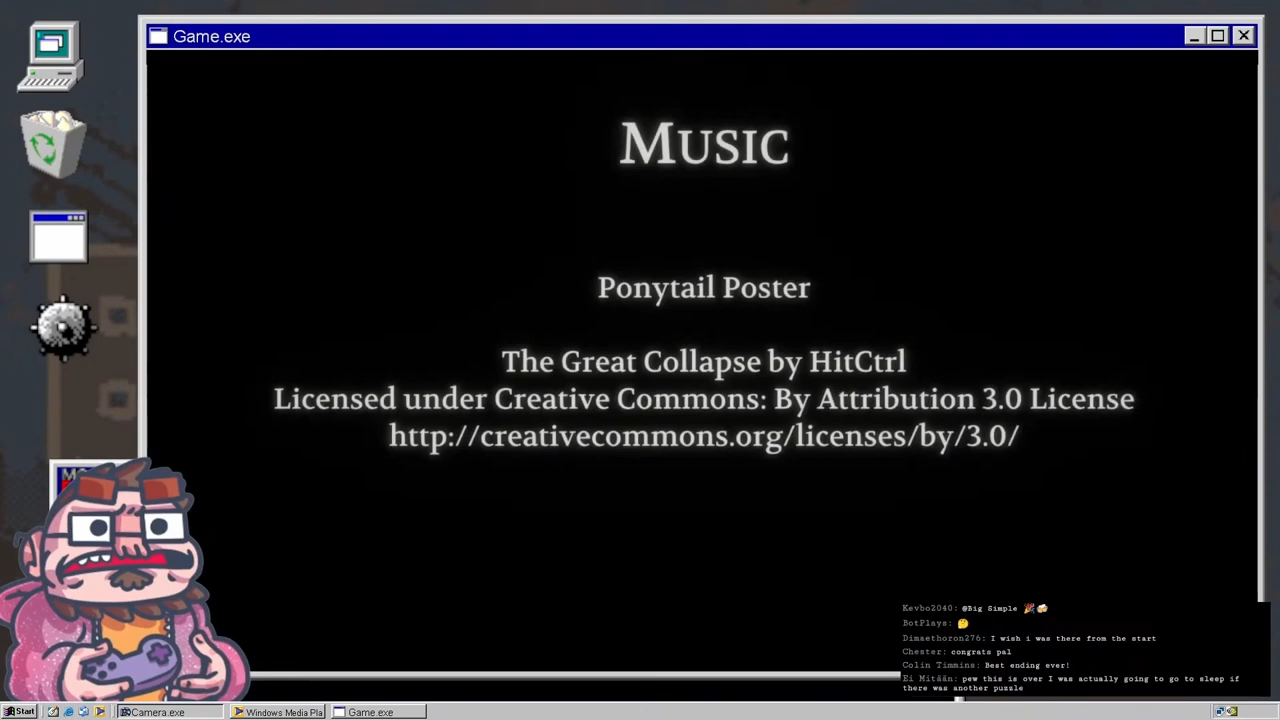 Game.exe
Music
Ponytail Poster
The Great Collapse by HitCtrl
Licensed under Creative Commons: By Attribution 3.0 License
http://creativecommons.org/licenses/by/3.0/
Kevbo2040: @Big Simple 🎉🍻
BotPlays: 🤔
Dimaethoron276: I wish i was there from the start
Chester: congrats pal
Colin Timmins: Best ending ever!
Ei Mitään: pew this is over I was actually going to go to sleep if
there was another puzzle
Start
Camera.exe
Windows Media Pla
Game.exe